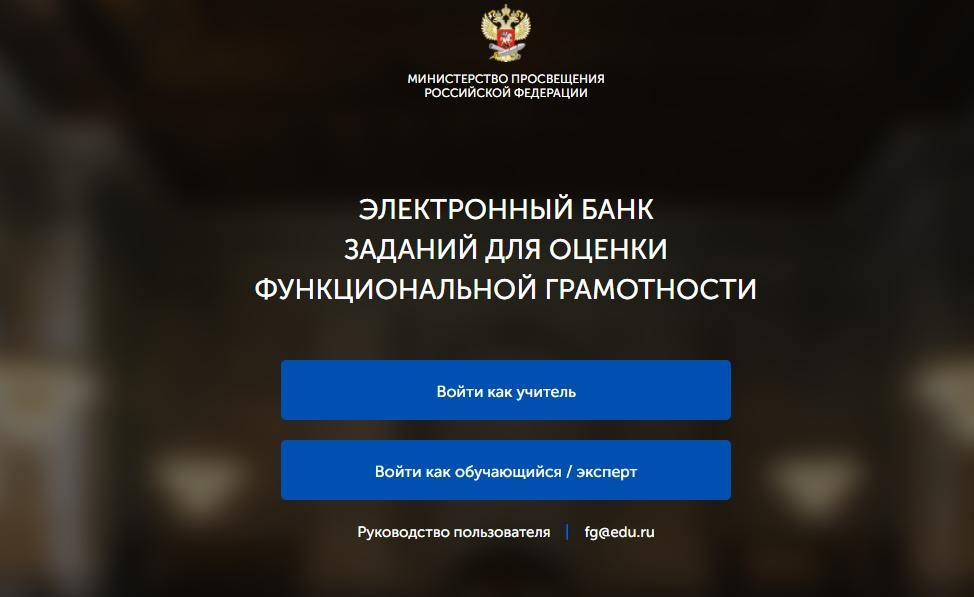 МИНИСТЕРСТВО ПРОСВЕЩЕНИЯ
РОССИЙСКОЙ ФЕДЕРАЦИИ
ЭЛЕКТРОННЫЙ БАНК
ЗАДАНИЙ ДЛЯ ОЦЕНКИ
ФУНКЦИОНАЛЬНОЙ ГРАМОТНОСТИ
Войти как учитель
Войти как обучающийся / эксперт
Руководство пользователя | fg@edu.ru